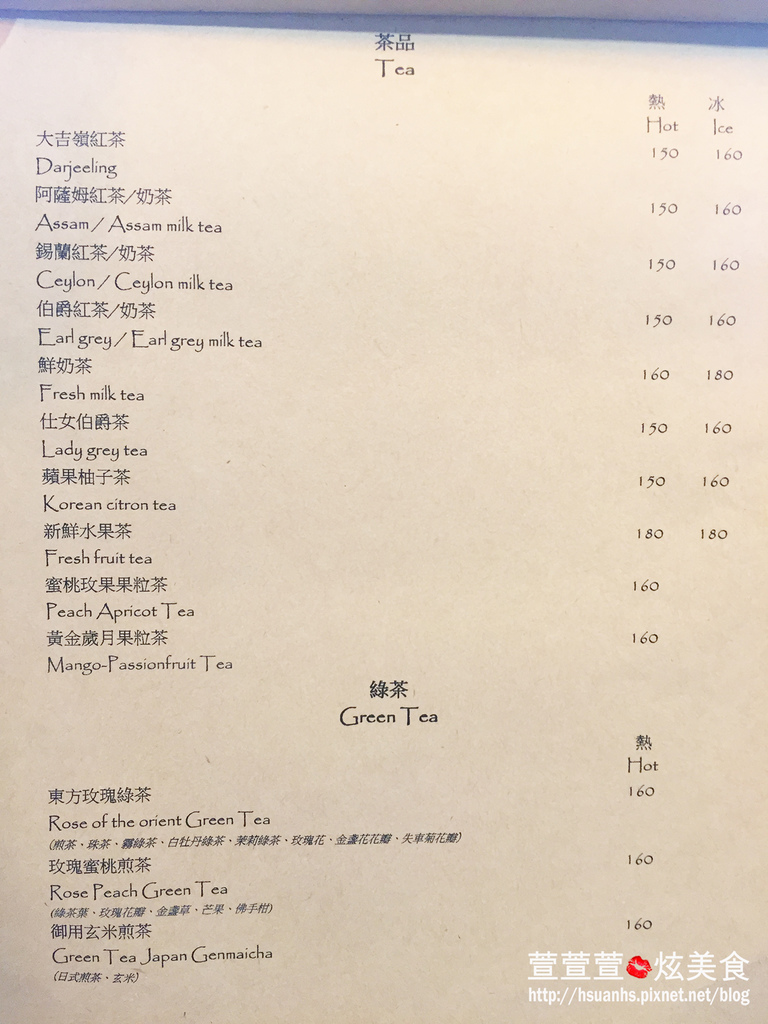 茶品
Tea
熱 冰
Hot Ice
大吉嶺紅茶
Darjeeling 150 160
阿薩姆紅茶/奶茶
Assam / Assam milk tea 150 160
錫蘭紅茶/奶茶
Ceylon / Ceylon milk tea 150 160
伯爵紅茶/奶茶
Earl grey / Earl grey milk tea 150 160
鮮奶茶
Fresh milk tea 160 180
仕女伯爵茶
Lady grey tea 150 160
蘋果柚子茶
Korean citron tea 150 160
新鮮水果茶
Fresh fruit tea 180 180
蜜桃玫果果粒茶
Peach Apricot Tea 160
黃金歲月果粒茶
Mango-Passionfruit Tea 160
綠茶
Green Tea
熱
Hot
東方玫瑰綠茶 160
Rose of the orient Green Tea
(煎茶、珠茶、霧綠茶、白牡丹綠茶、茉莉綠茶、玫瑰花、金盞花花瓣、失車菊花瓣)
玫瑰蜜桃煎茶 160
Rose Peach Green Tea
(綠茶葉、玫瑰花瓣、金盞草、芒果、佛手柑)
御用玄米煎茶 160
Green Tea Japan Genmaicha
(日式煎茶、玄米)
萱萱萱 炫美食
http://hsuanhs.pixnet.net/blog